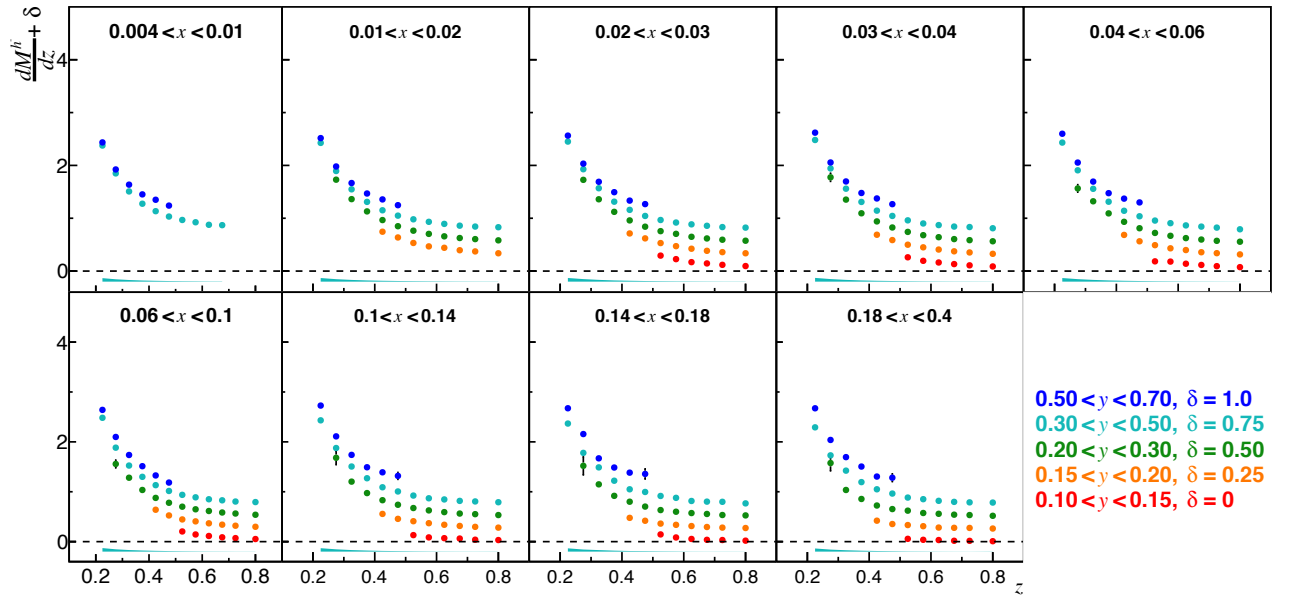 dM^h/dz + δ
0.004 < x < 0.01
0.01 < x < 0.02
0.02 < x < 0.03
0.03 < x < 0.04
0.04 < x < 0.06
4
2
0
0.06 < x < 0.1
0.1 < x < 0.14
0.14 < x < 0.18
0.18 < x < 0.4
4
2
0
0.50 < y < 0.70, δ = 1.0
0.30 < y < 0.50, δ = 0.75
0.20 < y < 0.30, δ = 0.50
0.15 < y < 0.20, δ = 0.25
0.10 < y < 0.15, δ = 0
0.2 0.4 0.6 0.8 0.2 0.4 0.6 0.8 0.2 0.4 0.6 0.8 0.2 0.4 0.6 0.8 z